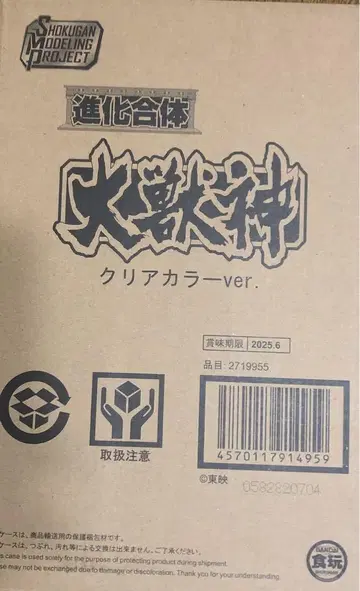 SHOKUGAN
MODELING
PROJECT
進化合体
大獣神
クリアカラーver.
賞味期限 2025.6
品目: 2719955
取扱注意
4570117914959
©東映
0582820704
ケースは、商品輸送用の保護箱包材です。
ケースは、つぶれ、汚れ等による交換は出来ません。ご了承ください。
is case is used solely for the purpose of protecting product during shipment.
se may not be exchanged due to damage or discoloration. Thank you for your understanding.
BANDAI
食玩